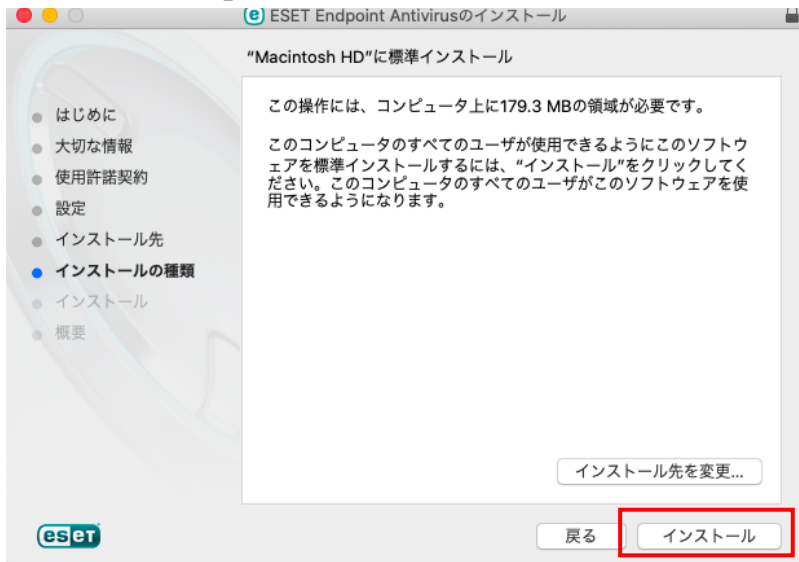 ESET Endpoint Antivirusのインストール
“Macintosh HD”に標準インストール
はじめに
大切な情報
使用許諾契約
設定
インストール先
インストールの種類
インストール
概要
この操作には、コンピュータ上に179.3 MBの領域が必要です。
このコンピュータのすべてのユーザが使用できるようにこのソフトウ
ェアを標準インストールするには、“インストール”をクリックしてく
ださい。このコンピュータのすべてのユーザがこのソフトウェアを使
用できるようになります。
インストール先を変更...
eset
戻る
インストール